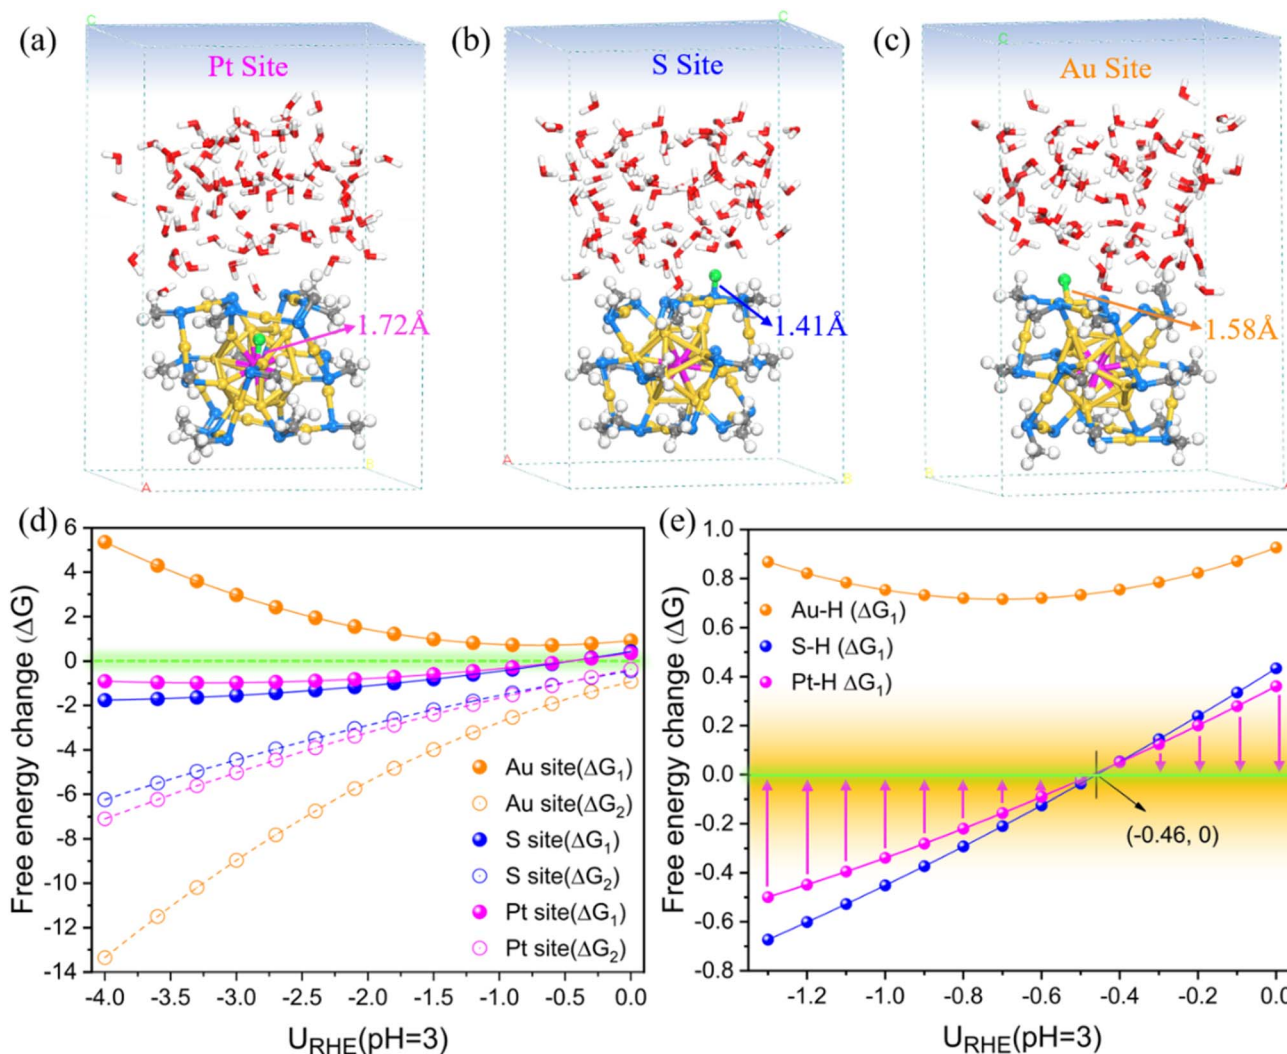 (a)
C
Pt Site
1.72Å
A
B
(b)
C
S Site
1.41Å
A
B
(c)
C
Au Site
1.58Å
B
A
(d)
Free energy change (ΔG)
6
4
2
0
-2
-4
-6
-8
-10
-12
-14
Au site(ΔG₁)
Au site(ΔG₂)
S site(ΔG₁)
S site(ΔG₂)
Pt site(ΔG₁)
Pt site(ΔG₂)
-4.0 -3.5 -3.0 -2.5 -2.0 -1.5 -1.0 -0.5 0.0
U_RHE(pH=3)
(e)
Free energy change (ΔG)
1.0
0.8
0.6
0.4
0.2
0.0
-0.2
-0.4
-0.6
-0.8
Au-H (ΔG₁)
S-H (ΔG₁)
Pt-H ΔG₁)
(-0.46, 0)
-1.2 -1.0 -0.8 -0.6 -0.4 -0.2 0.0
U_RHE(pH=3)